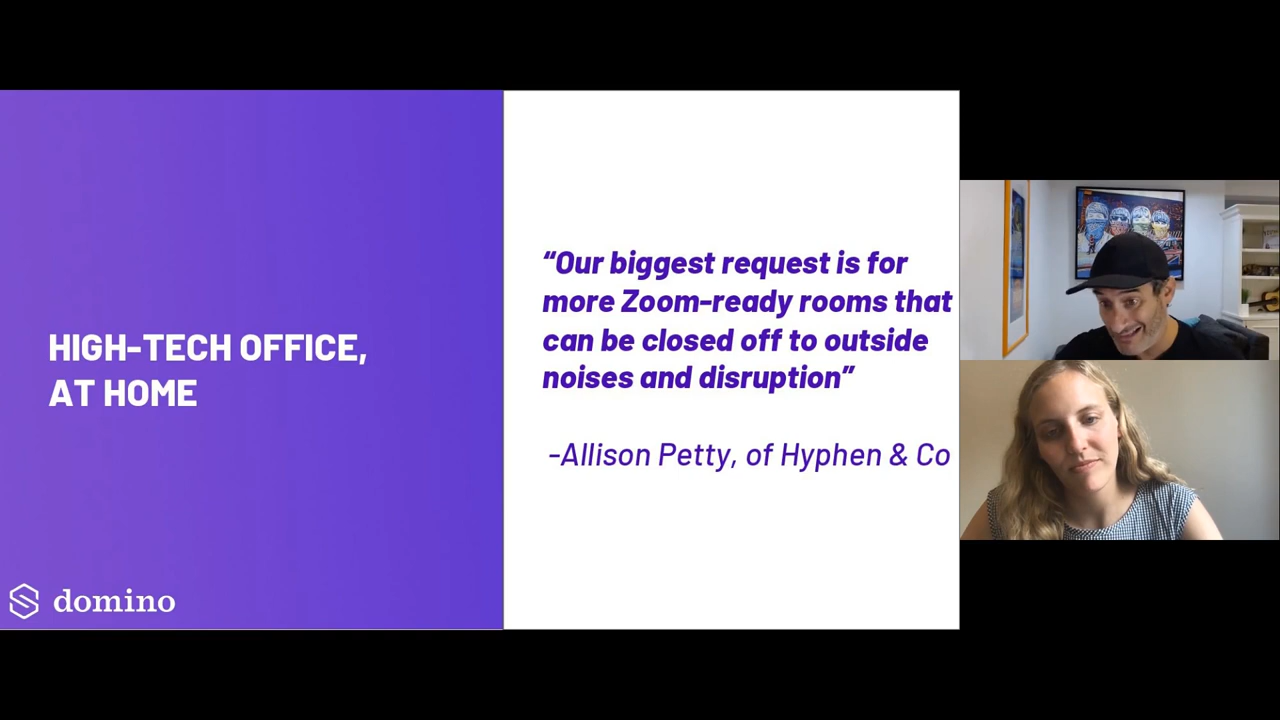 HIGH-TECH OFFICE,
AT HOME
“Our biggest request is for
more Zoom-ready rooms that
can be closed off to outside
noises and disruption”
-Allison Petty, of Hyphen & Co
domino